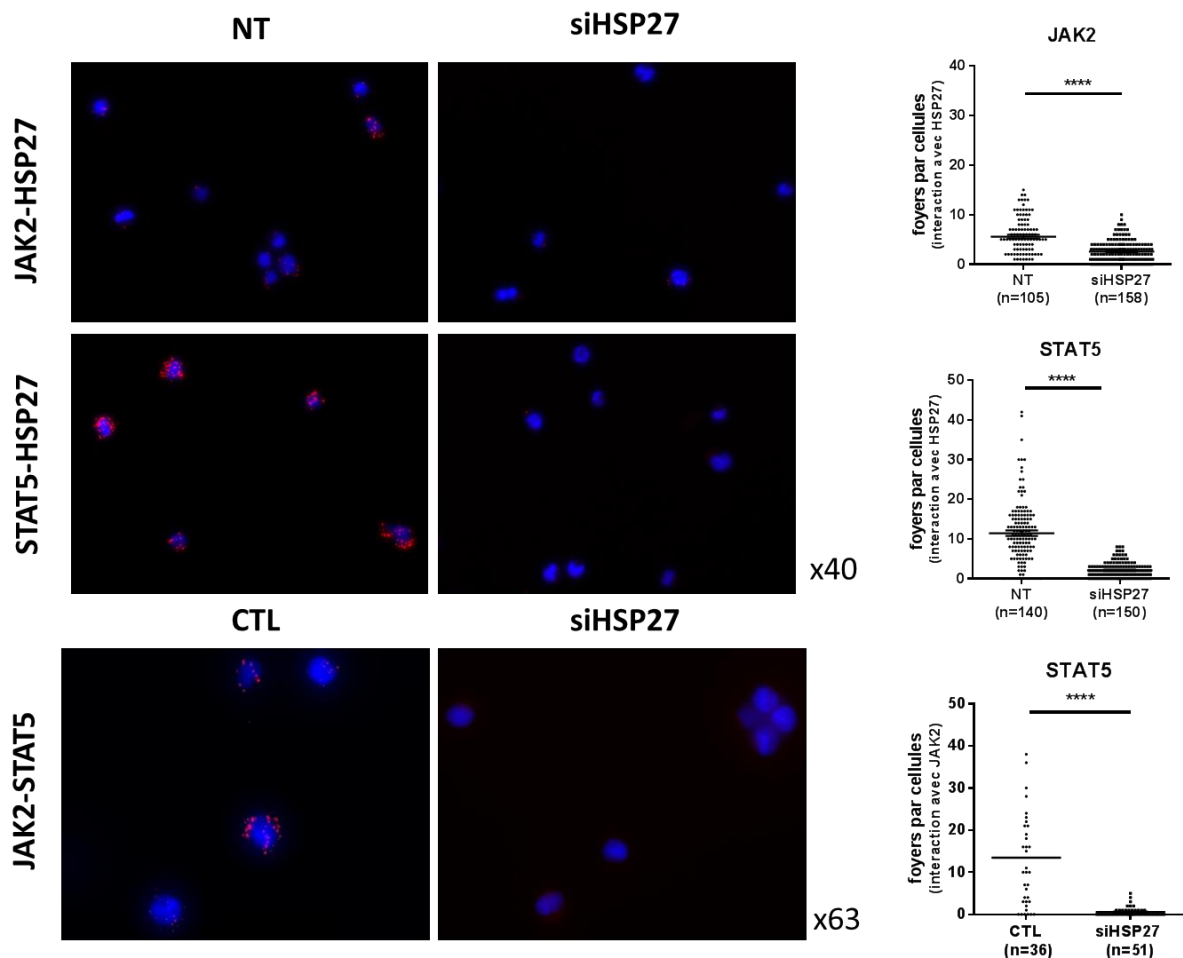 NT
siHSP27
JAK2-HSP27
STAT5-HSP27
x40
CTL
siHSP27
JAK2-STAT5
x63
JAK2
foyers par cellules
(interaction avec HSP27)
40
30
20
10
0
****
NT
(n=105)
siHSP27
(n=158)
STAT5
foyers par cellules
(interaction avec HSP27)
50
40
30
20
10
0
****
NT
(n=140)
siHSP27
(n=150)
STAT5
foyers par cellules
(interaction avec JAK2)
50
40
30
20
10
0
****
CTL
(n=36)
siHSP27
(n=51)